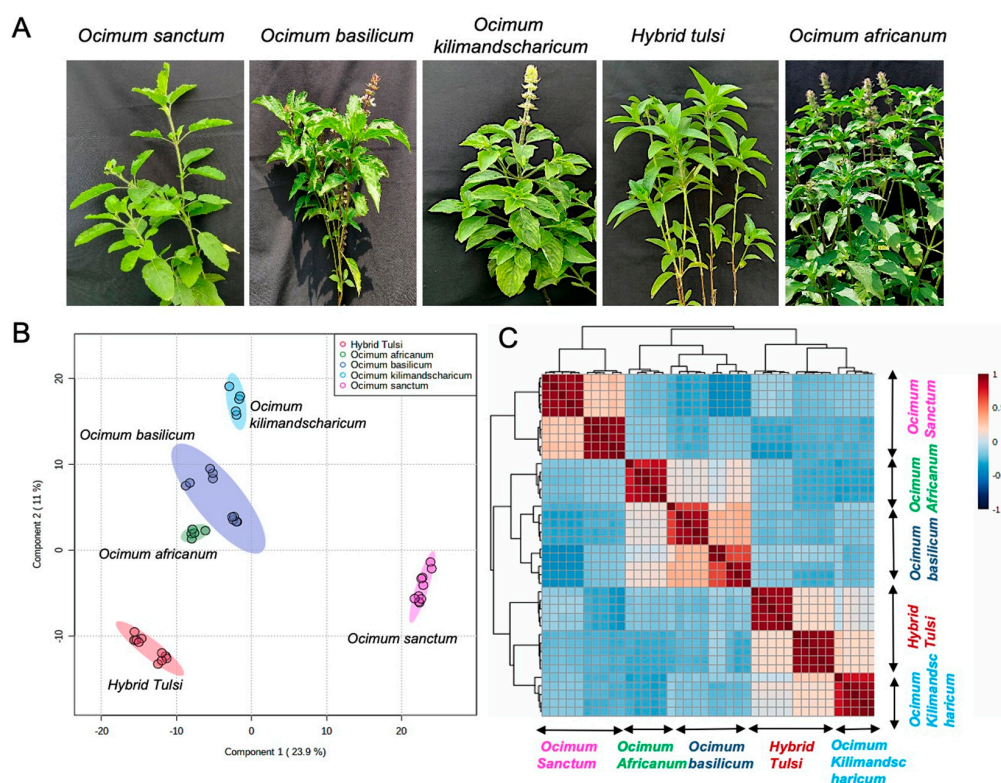 A
Ocimum sanctum
Ocimum basilicum
Ocimum
kilimandscharicum
Hybrid tulsi
Ocimum africanum
B
20
10
0
-10
-20
-10
0
10
20
Component 2 ( 11 %)
Component 1 ( 23.9 %)
Hybrid Tulsi
Ocimum africanum
Ocimum basilicum
Ocimum kilimandscharicum
Ocimum sanctum
Ocimum
kilimandscharicum
Ocimum basilicum
Ocimum africanum
Ocimum sanctum
Hybrid Tulsi
C
1
0.5
0
-0.5
-1
Ocimum
Sanctum
Ocimum
Africanum
Ocimum
basilicum
Hybrid
Tulsi
Ocimum
Kilimandsc
haricum
Ocimum
Sanctum
Ocimum
Africanum
Ocimum
basilicum
Hybrid
Tulsi
Ocimum
Kilimandsc
haricum